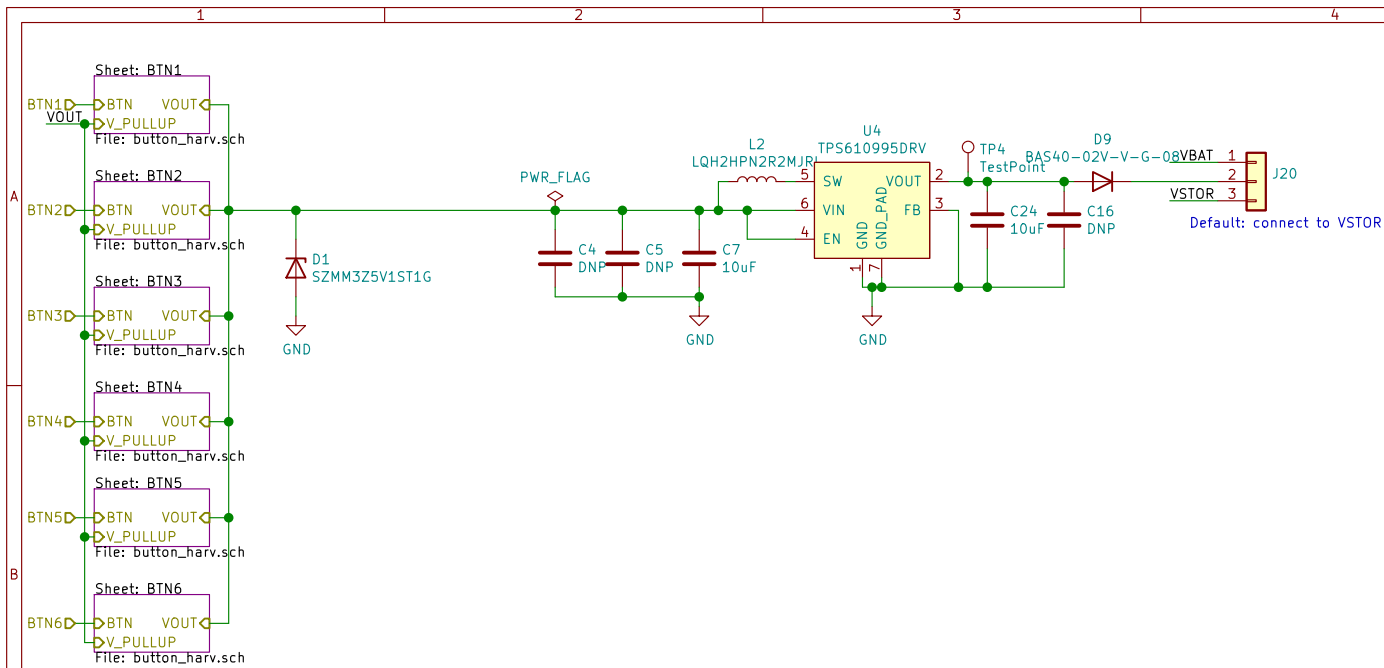 1 2 3 4
A
B
Sheet: BTN1
BTN1 BTN VOUT
VOUT V_PULLUP
File: button_harv.sch
Sheet: BTN2
BTN2 BTN VOUT
V_PULLUP
File: button_harv.sch
Sheet: BTN3
BTN3 BTN VOUT
V_PULLUP
File: button_harv.sch
Sheet: BTN4
BTN4 BTN VOUT
V_PULLUP
File: button_harv.sch
Sheet: BTN5
BTN5 BTN VOUT
V_PULLUP
File: button_harv.sch
Sheet: BTN6
BTN6 BTN VOUT
V_PULLUP
File: button_harv.sch
D1
SZMM3Z5V1ST1G
GND
PWR_FLAG
C4
DNP
C5
DNP
C7
10uF
GND
L2
LQH2HPN2R2MJRL
U4
TPS610995DRV
5 SW VOUT 2
6 VIN FB 3
4 EN
GND
GND_PAD
1 7
GND
TP4
TestPoint
C24
10uF
C16
DNP
D9
BAS40-02V-V-G-08
VBAT 1
2
VSTOR 3
J20
Default: connect to VSTOR